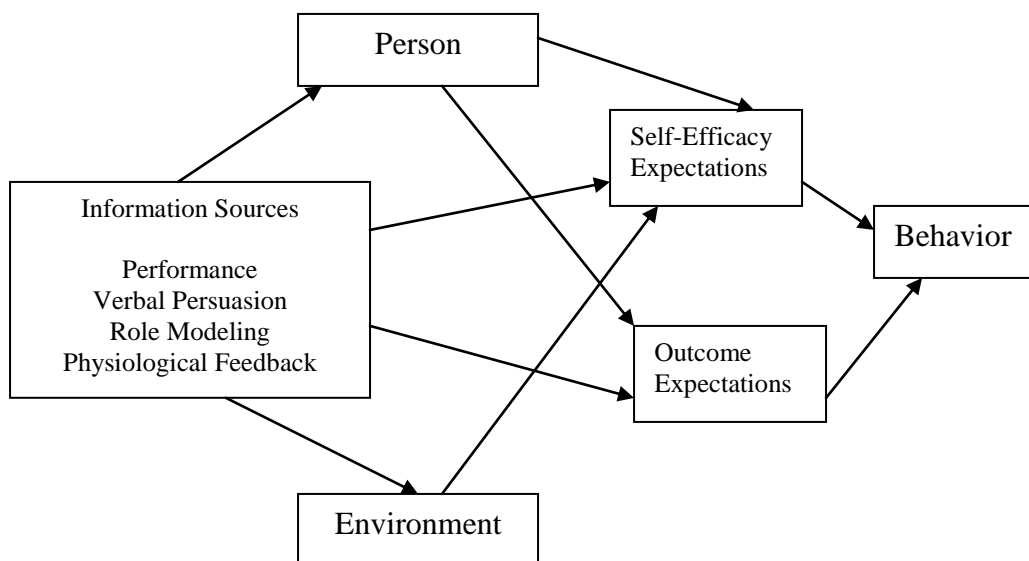 Person
Self-Efficacy
Expectations
Information Sources
Performance
Verbal Persuasion
Role Modeling
Physiological Feedback
Behavior
Outcome
Expectations
Environment